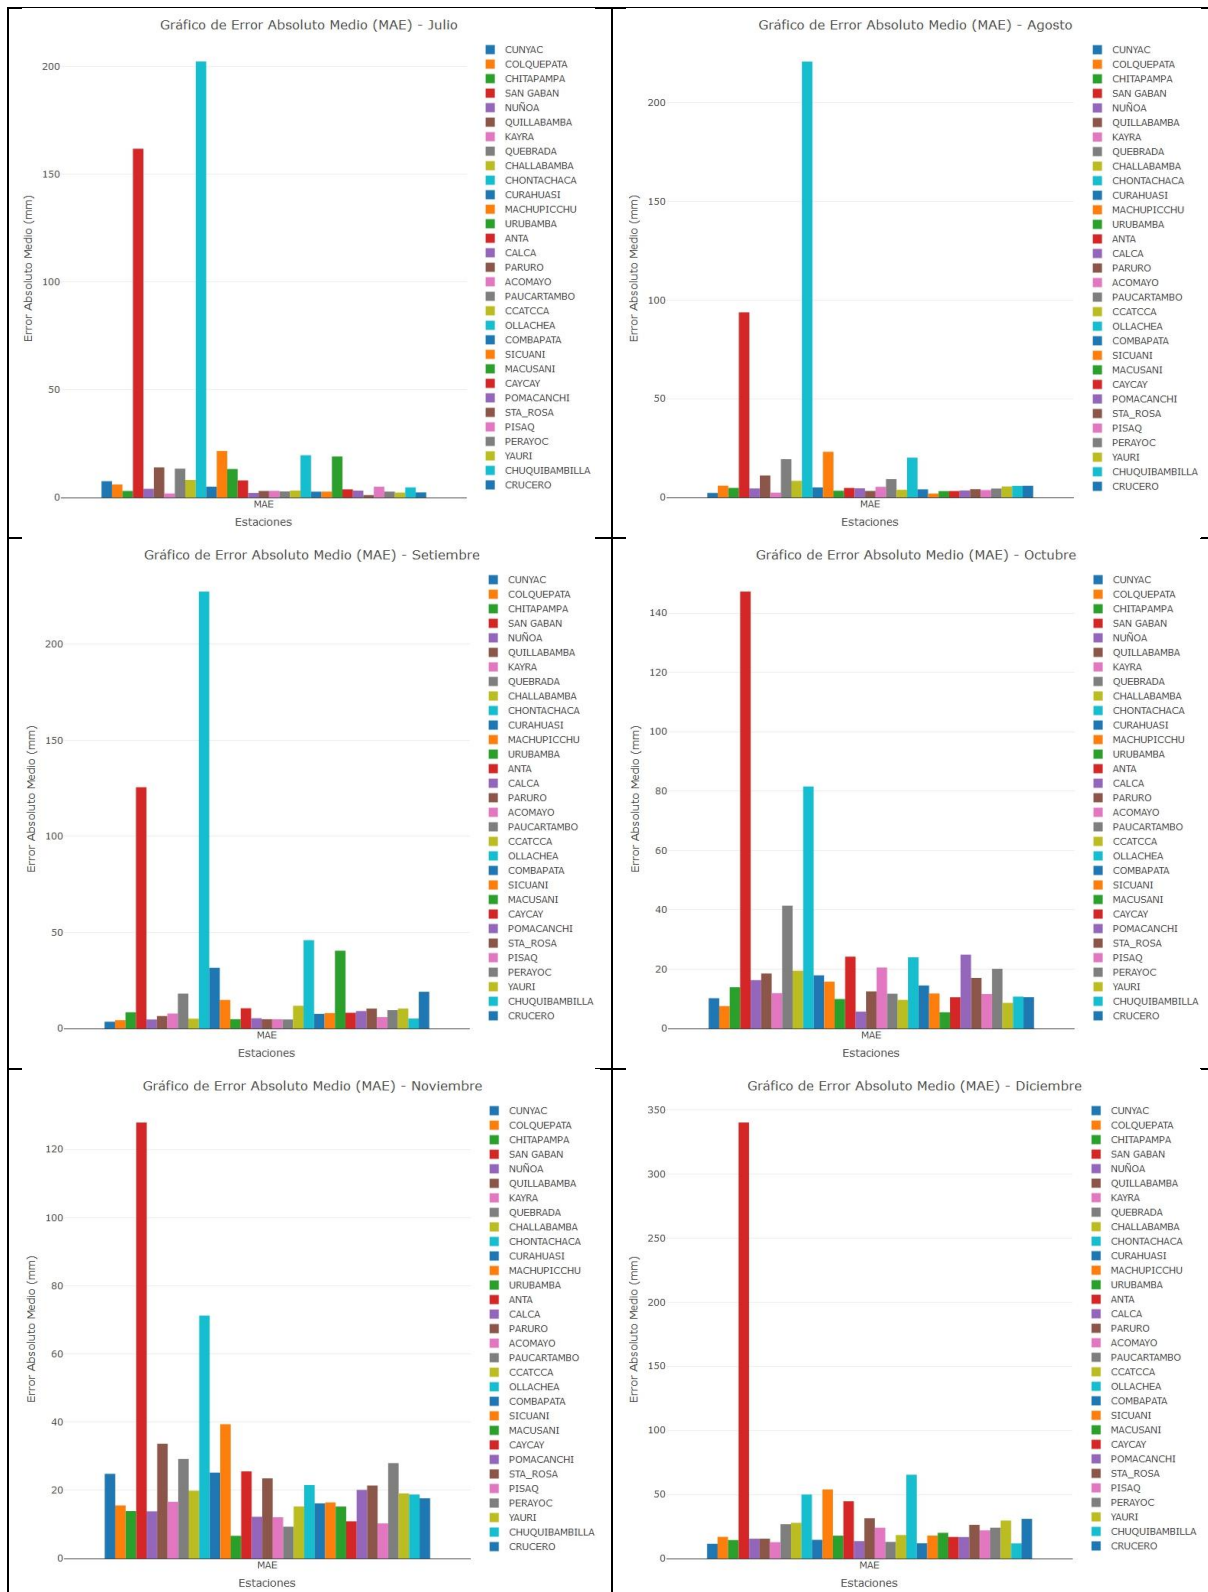 Gráfico de Error Absoluto Medio (MAE) - Julio
Error Absoluto Medio (mm)
200
150
100
50
0
MAE
Estaciones
CUNYAC
COLQUEPATA
CHITAPAMPA
SAN GABAN
NUÑOA
QUILLABAMBA
KAYRA
QUEBRADA
CHALLABAMBA
CHONTACHACA
CURAHUASI
MACHUPICCHU
URUBAMBA
ANTA
CALCA
PARURO
ACOMAYO
PAUCARTAMBO
CCATCCA
OLLACHEA
COMBAPATA
SICUANI
MACUSANI
CAYCAY
POMACANCHI
STA_ROSA
PISAQ
PERAYOC
YAURI
CHUQUIBAMBILLA
CRUCERO
Gráfico de Error Absoluto Medio (MAE) - Agosto
Error Absoluto Medio (mm)
200
150
100
50
0
MAE
Estaciones
CUNYAC
COLQUEPATA
CHITAPAMPA
SAN GABAN
NUÑOA
QUILLABAMBA
KAYRA
QUEBRADA
CHALLABAMBA
CHONTACHACA
CURAHUASI
MACHUPICCHU
URUBAMBA
ANTA
CALCA
PARURO
ACOMAYO
PAUCARTAMBO
CCATCCA
OLLACHEA
COMBAPATA
SICUANI
MACUSANI
CAYCAY
POMACANCHI
STA_ROSA
PISAQ
PERAYOC
YAURI
CHUQUIBAMBILLA
CRUCERO
Gráfico de Error Absoluto Medio (MAE) - Setiembre
Error Absoluto Medio (mm)
200
150
100
50
0
MAE
Estaciones
CUNYAC
COLQUEPATA
CHITAPAMPA
SAN GABAN
NUÑOA
QUILLABAMBA
KAYRA
QUEBRADA
CHALLABAMBA
CHONTACHACA
CURAHUASI
MACHUPICCHU
URUBAMBA
ANTA
CALCA
PARURO
ACOMAYO
PAUCARTAMBO
CCATCCA
OLLACHEA
COMBAPATA
SICUANI
MACUSANI
CAYCAY
POMACANCHI
STA_ROSA
PISAQ
PERAYOC
YAURI
CHUQUIBAMBILLA
CRUCERO
Gráfico de Error Absoluto Medio (MAE) - Octubre
Error Absoluto Medio (mm)
140
120
100
80
60
40
20
0
MAE
Estaciones
CUNYAC
COLQUEPATA
CHITAPAMPA
SAN GABAN
NUÑOA
QUILLABAMBA
KAYRA
QUEBRADA
CHALLABAMBA
CHONTACHACA
CURAHUASI
MACHUPICCHU
URUBAMBA
ANTA
CALCA
PARURO
ACOMAYO
PAUCARTAMBO
CCATCCA
OLLACHEA
COMBAPATA
SICUANI
MACUSANI
CAYCAY
POMACANCHI
STA_ROSA
PISAQ
PERAYOC
YAURI
CHUQUIBAMBILLA
CRUCERO
Gráfico de Error Absoluto Medio (MAE) - Noviembre
Error Absoluto Medio (mm)
120
100
80
60
40
20
0
MAE
Estaciones
CUNYAC
COLQUEPATA
CHITAPAMPA
SAN GABAN
NUÑOA
QUILLABAMBA
KAYRA
QUEBRADA
CHALLABAMBA
CHONTACHACA
CURAHUASI
MACHUPICCHU
URUBAMBA
ANTA
CALCA
PARURO
ACOMAYO
PAUCARTAMBO
CCATCCA
OLLACHEA
COMBAPATA
SICUANI
MACUSANI
CAYCAY
POMACANCHI
STA_ROSA
PISAQ
PERAYOC
YAURI
CHUQUIBAMBILLA
CRUCERO
Gráfico de Error Absoluto Medio (MAE) - Diciembre
Error Absoluto Medio (mm)
350
300
250
200
150
100
50
0
MAE
Estaciones
CUNYAC
COLQUEPATA
CHITAPAMPA
SAN GABAN
NUÑOA
QUILLABAMBA
KAYRA
QUEBRADA
CHALLABAMBA
CHONTACHACA
CURAHUASI
MACHUPICCHU
URUBAMBA
ANTA
CALCA
PARURO
ACOMAYO
PAUCARTAMBO
CCATCCA
OLLACHEA
COMBAPATA
SICUANI
MACUSANI
CAYCAY
POMACANCHI
STA_ROSA
PISAQ
PERAYOC
YAURI
CHUQUIBAMBILLA
CRUCERO